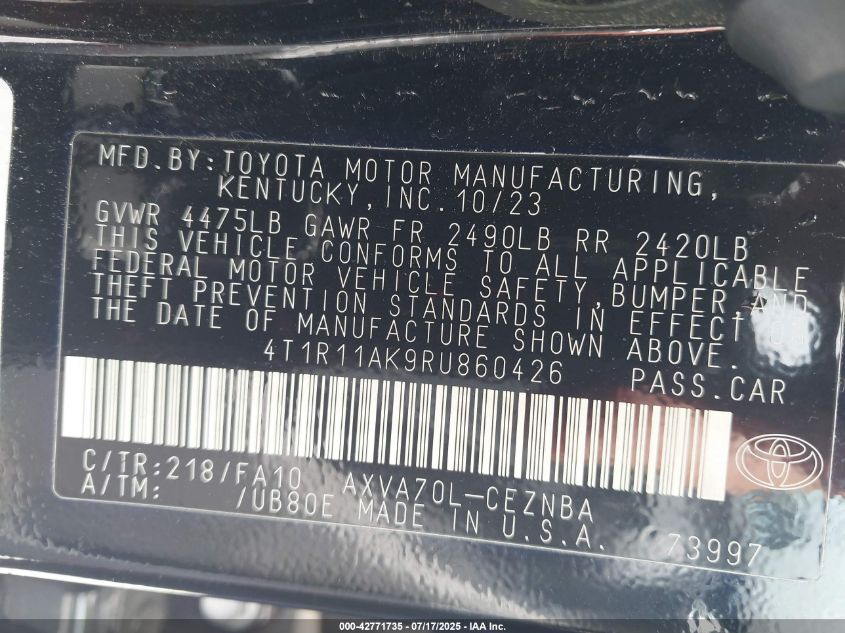 MFD.BY:TOYOTA MOTOR MANUFACTURING,
KENTUCKY, INC. 10/23
GVWR 4475LB GAWR FR 2490LB RR 2420LB
THIS VEHICLE CONFORMS TO ALL APPLICABLE
FEDERAL MOTOR VEHICLE SAFETY, BUMPER, AND
THEFT PREVENTION STANDARDS IN EFFECT ON
THE DATE OF MANUFACTURE SHOWN ABOVE.
4T1R11AK9RU860426 PASS.CAR
C/TR:218/FA10 AXVA70L-CEZNBA
A/TM: /UB80E MADE IN U.S.A. 73997
000-42771735 - 07/17/2025 - IAA Inc.